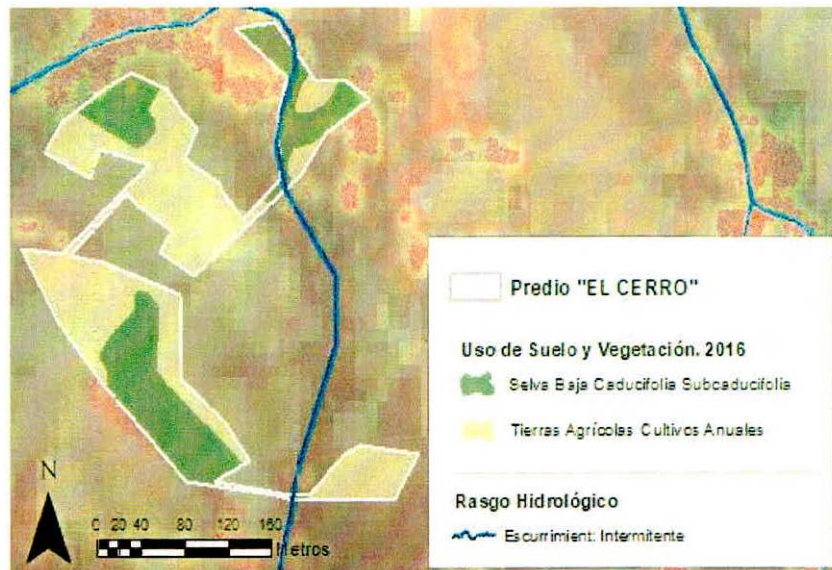 Predio "EL CERRO"
Uso de Suelo y Vegetación. 2016
Selva Baja Caducifolia Subcaducifolia
Tierras Agrícolas Cultivos Anuales
Rasgo Hidrológico
Escurrimient: Intermitente
N
0 20 40 80 120 160
Metros